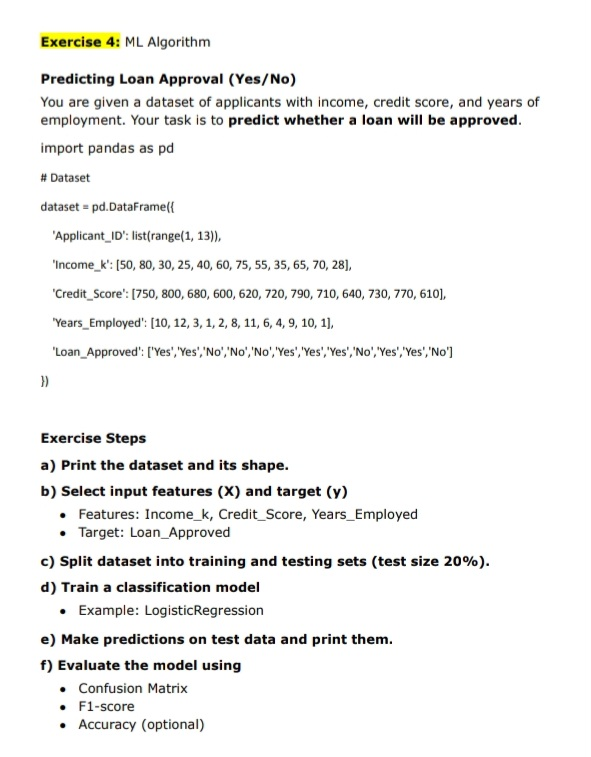 Exercise 4: ML Algorithm
Predicting Loan Approval (Yes/No)
You are given a dataset of applicants with income, credit score, and years of
employment. Your task is to predict whether a loan will be approved.
import pandas as pd
# Dataset
dataset = pd.DataFrame({
'Applicant_ID': list(range(1, 13)),
'Income_k': [50, 80, 30, 25, 40, 60, 75, 55, 35, 65, 70, 28],
'Credit_Score': [750, 800, 680, 600, 620, 720, 790, 710, 640, 730, 770, 610],
'Years_Employed': [10, 12, 3, 1, 2, 8, 11, 6, 4, 9, 10, 1],
'Loan_Approved': ['Yes','Yes','No','No','No','Yes','Yes','Yes','No','Yes','Yes','No']
})
Exercise Steps
a) Print the dataset and its shape.
b) Select input features (X) and target (y)
• Features: Income_k, Credit_Score, Years_Employed
• Target: Loan_Approved
c) Split dataset into training and testing sets (test size 20%).
d) Train a classification model
• Example: LogisticRegression
e) Make predictions on test data and print them.
f) Evaluate the model using
• Confusion Matrix
• F1-score
• Accuracy (optional)